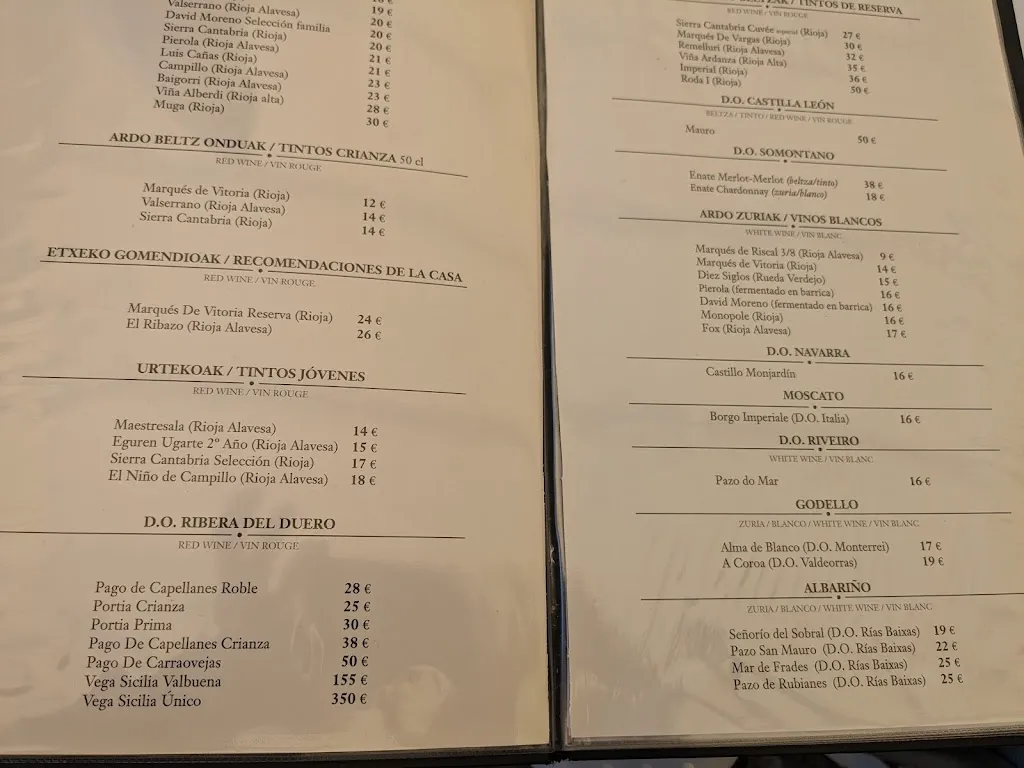 19 €
Valserrano (Rioja Alavesa) 20 €
David Moreno Selección familia 20 €
Sierra Cantabria (Rioja) 20 €
Pierola (Rioja Alavesa) 21 €
Luis Cañas (Rioja) 21 €
Campillo (Rioja Alavesa) 23 €
Baigorri (Rioja Alavesa) 23 €
Viña Alberdi (Rioja alta) 28 €
Muga (Rioja) 30 €
ARDO BELTZ ONDUAK / TINTOS CRIANZA 50 cl
RED WINE / VIN ROUGE
Marqués de Vitoria (Rioja) 12 €
Valserrano (Rioja Alavesa) 14 €
Sierra Cantabria (Rioja) 14 €
ETXEKO GOMENDIOAK / RECOMENDACIONES DE LA CASA
RED WINE / VIN ROUGE
Marqués De Vitoria Reserva (Rioja) 24 €
El Ribazo (Rioja Alavesa) 26 €
URTEKOAK / TINTOS JÓVENES
RED WINE / VIN ROUGE
Maestresala (Rioja Alavesa) 14 €
Eguren Ugarte 2º Año (Rioja Alavesa) 15 €
Sierra Cantabria Selección (Rioja) 17 €
El Niño de Campillo (Rioja Alavesa) 18 €
D.O. RIBERA DEL DUERO
RED WINE / VIN ROUGE
Pago de Capellanes Roble 28 €
Portia Crianza 25 €
Portia Prima 30 €
Pago De Capellanes Crianza 38 €
Pago De Carraovejas 50 €
Vega Sicilia Valbuena 155 €
Vega Sicilia Único 350 €
/ TINTOS DE RESERVA
RED WINE / VIN ROUGE
Sierra Cantabria Cuvée especial (Rioja) 27 €
Marqués De Vargas (Rioja) 30 €
Remelluri (Rioja Alavesa) 32 €
Viña Ardanza (Rioja Alta) 35 €
Imperial (Rioja) 36 €
Roda I (Rioja) 50 €
D.O. CASTILLA LEÓN
BELTZA / TINTO / RED WINE / VIN ROUGE
Mauro 50 €
D.O. SOMONTANO
Enate Merlot-Merlot (beltza/tinto) 38 €
Enate Chardonnay (zuria/blanco) 18 €
ARDO ZURIAK / VINOS BLANCOS
WHITE WINE / VIN BLANC
Marqués de Riscal 3/8 (Rioja Alavesa) 9 €
Marqués de Vitoria (Rioja) 14 €
Diez Siglos (Rueda Verdejo) 15 €
Pierola (fermentado en barrica) 16 €
David Moreno (fermentado en barrica) 16 €
Monopole (Rioja) 16 €
Fox (Rioja Alavesa) 17 €
D.O. NAVARRA
Castillo Monjardín 16 €
MOSCATO
Borgo Imperiale (D.O. Italia) 16 €
D.O. RIVEIRO
WHITE WINE / VIN BLANC
Pazo do Mar 16 €
GODELLO
ZURIA / BLANCO / WHITE WINE / VIN BLANC
Alma de Blanco (D.O. Monterrei) 17 €
A Coroa (D.O. Valdeorras) 19 €
ALBARIÑO
ZURIA / BLANCO / WHITE WINE / VIN BLANC
Señorío del Sobral (D.O. Rías Baixas) 19 €
Pazo San Mauro (D.O. Rías Baixas) 22 €
Mar de Frades (D.O. Rías Baixas) 25 €
Pazo de Rubianes (D.O. Rías Baixas) 25 €